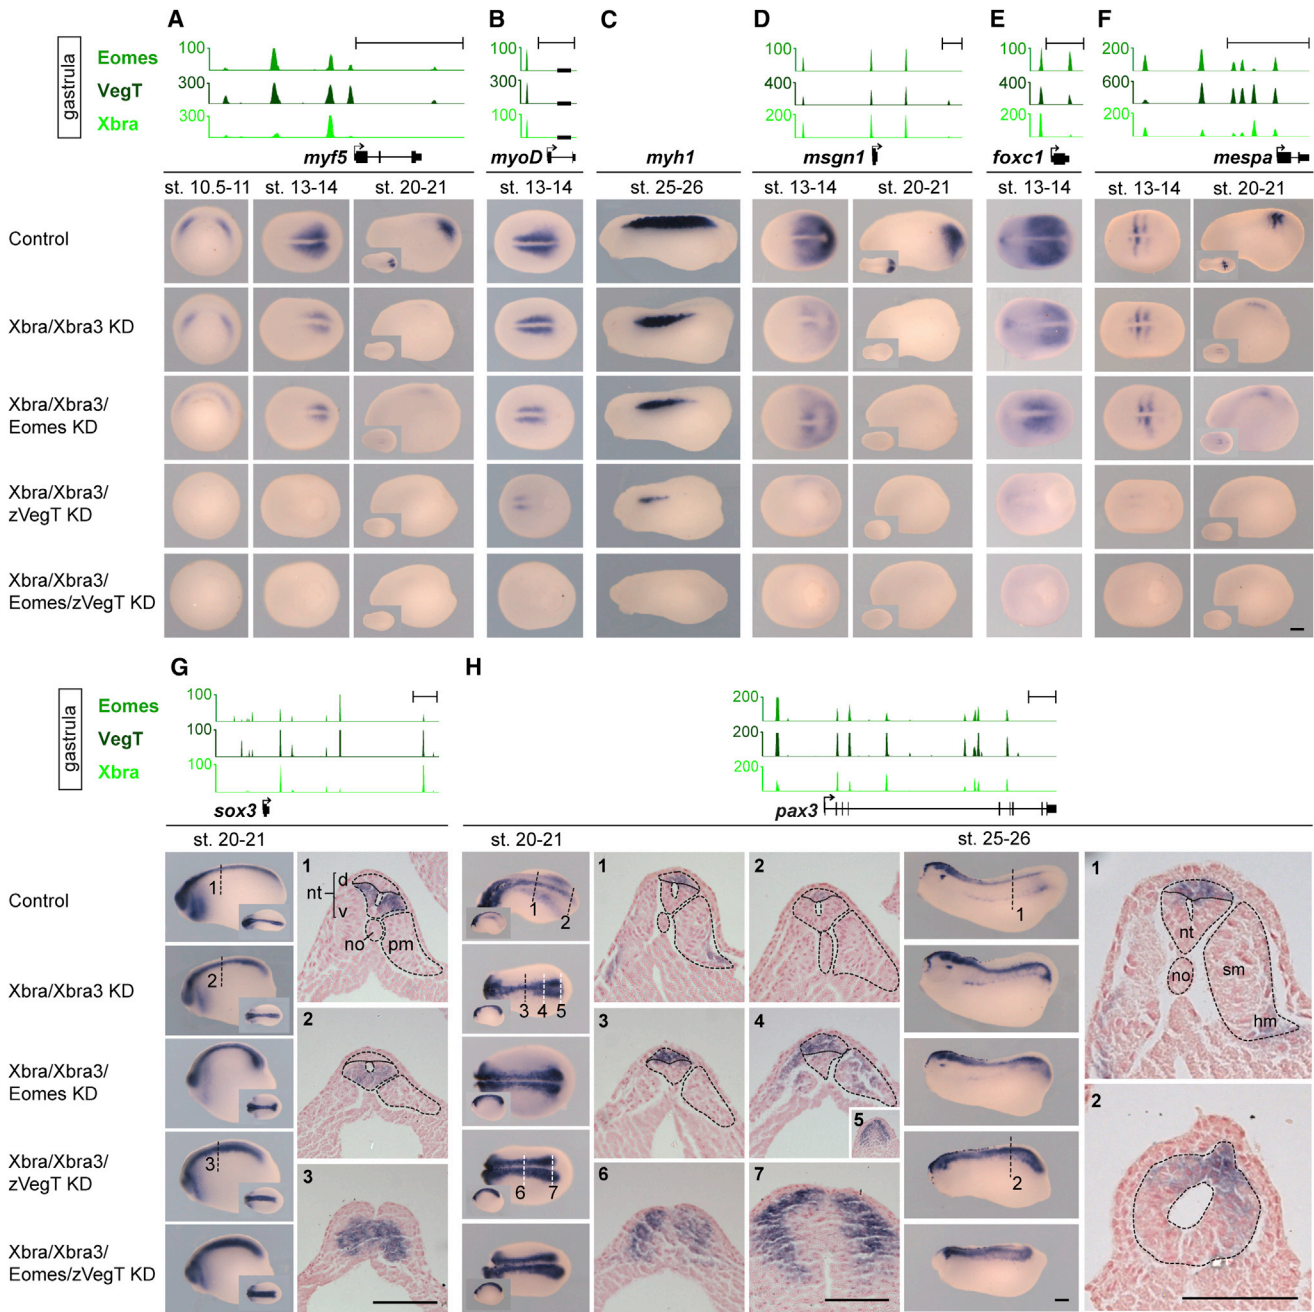 A B C D E F
gastrula
Eomes 100 100 100 100 200
VegT 300 300 400 400 600
Xbra 300 100 200 200 200
myf5 myoD myh1 msgn1 foxc1 mespa
st. 10.5-11 st. 13-14 st. 20-21 st. 13-14 st. 25-26 st. 13-14 st. 20-21 st. 13-14 st. 13-14 st. 20-21
Control
Xbra/Xbra3 KD
Xbra/Xbra3/
Eomes KD
Xbra/Xbra3/
zVegT KD
Xbra/Xbra3/
Eomes/zVegT KD
G H
gastrula
Eomes 100 200
VegT 100 200
Xbra 100 200
sox3 pax3
st. 20-21 st. 20-21 st. 25-26
Control
1 1 nt d v no pm 1 2 1 2 1 1 nt no sm hm
Xbra/Xbra3 KD
2 2 3 4 5 3 4 5
Xbra/Xbra3/
Eomes KD
Xbra/Xbra3/
zVegT KD
3 3 6 7 6 7 2 2
Xbra/Xbra3/
Eomes/zVegT KD